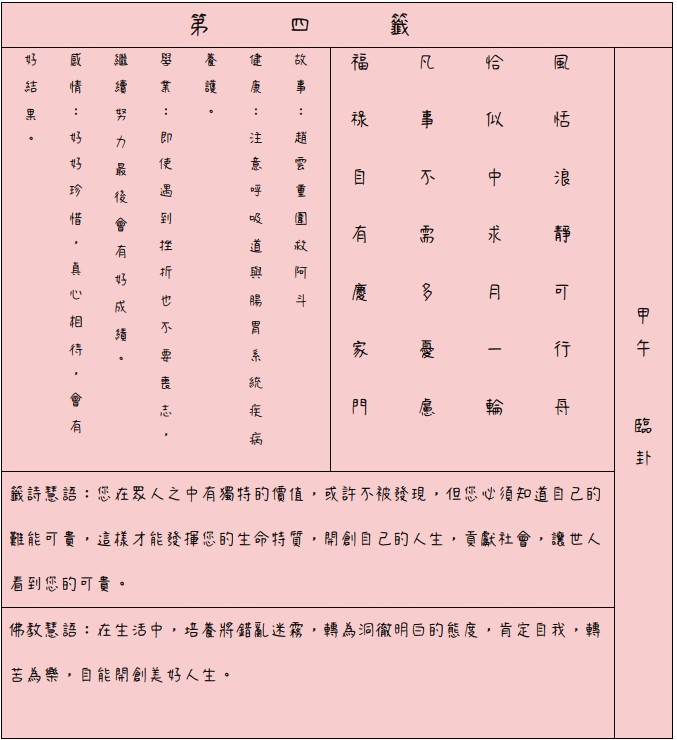 第四籤
甲午 臨卦
風恬浪靜可行舟
恰似中求月一輪
凡事不需多憂慮
福祿自有慶家門
故事：趙雲重圍救阿斗
健康：注意呼吸道與腸胃系統疾病
養護。
學業：即使遇到挫折也不要喪志，
繼續努力最後會有好成績。
感情：好好珍惜，真心相待，會有
好結果。
籤詩慧語：您在眾人之中有獨特的價值，或許不被發現，但您必須知道自己的
難能可貴，這樣才能發揮您的生命特質，開創自己的人生，貢獻社會，讓世人
看到您的可貴。
佛教慧語：在生活中，培養將錯亂迷霧，轉為洞徹明白的態度，肯定自我，轉
苦為樂，自能開創美好人生。